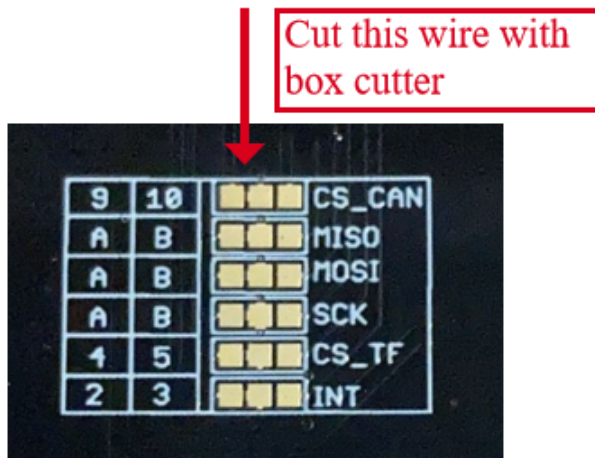 Cut this wire with
box cutter
9 10 CS_CAN
A B MISO
A B MOSI
A B SCK
4 5 CS_TF
2 3 INT